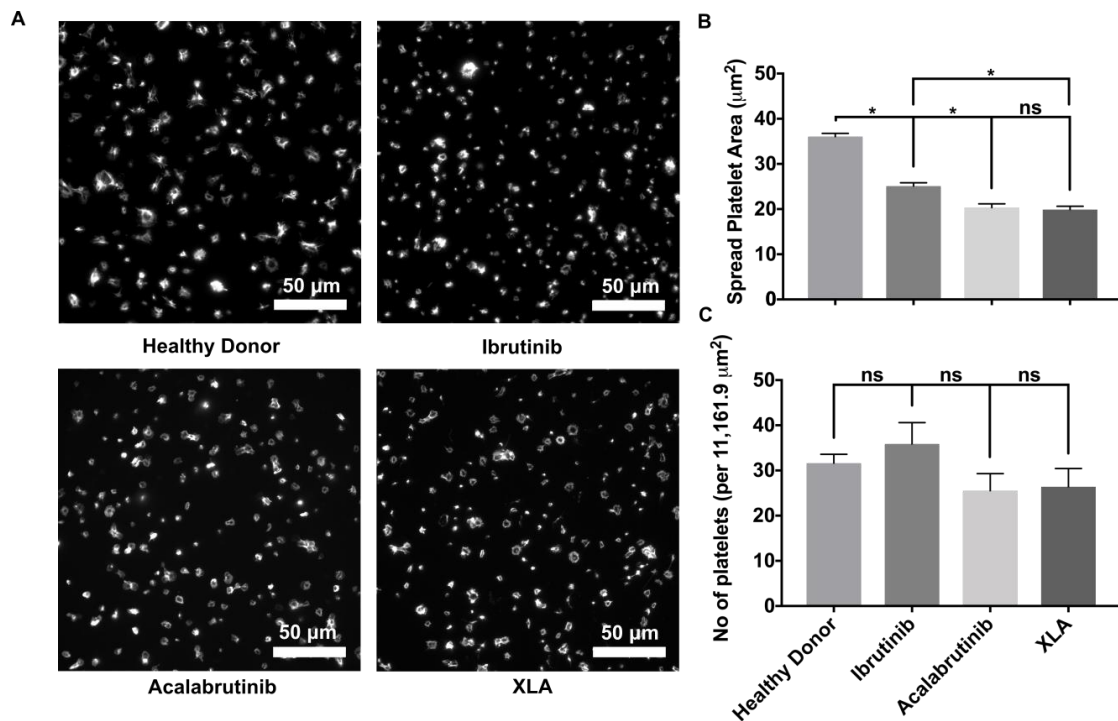 A
50 µm
Healthy Donor
50 µm
Ibrutinib
50 µm
Acalabrutinib
50 µm
XLA
B
Spread Platelet Area (µm²)
50
40
30
20
10
0
*
*
*
ns
C
No of platelets (per 11,161.9 µm²)
50
40
30
20
10
0
ns
ns
ns
Healthy Donor
Ibrutinib
Acalabrutinib
XLA